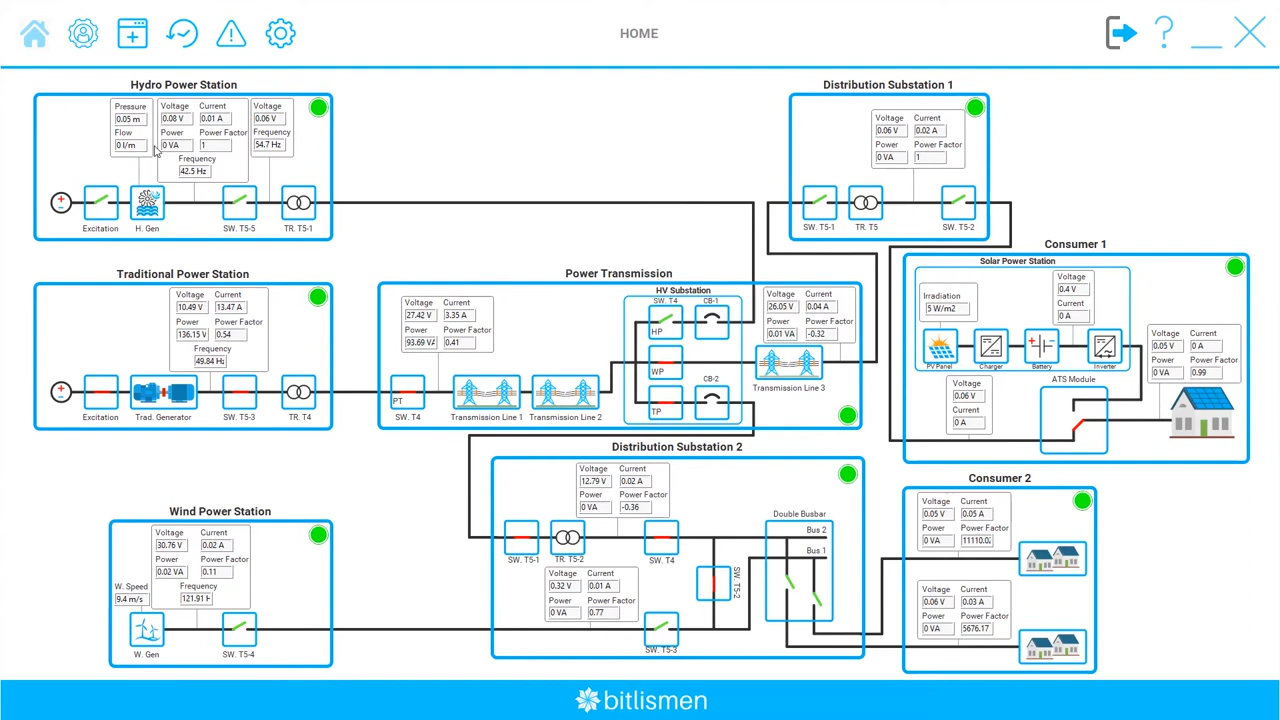 HOME
Hydro Power Station
Pressure
0.05 m
Flow
0 l/m
Voltage
0.08 V
Current
0.01 A
Power
0 VA
Power Factor
1
Frequency
42.5 Hz
Voltage
0.06 V
Frequency
54.7 Hz
Excitation
H. Gen
SW. T5-5
TR. T5-1
Distribution Substation 1
Voltage
0.06 V
Current
0.02 A
Power
0 VA
Power Factor
1
SW. T5-1
TR. T5
SW. T5-2
Traditional Power Station
Voltage
10.49 V
Current
13.47 A
Power
136.15 V
Power Factor
0.54
Frequency
49.84 Hz
Excitation
Trad. Generator
SW. T5-3
TR. T4
Power Transmission
Voltage
27.42 V
Current
3.35 A
Power
93.69 VA
Power Factor
0.41
PT
SW. T4
Transmission Line 1
Transmission Line 2
HV Substation
SW. T4
CB-1
HP
WP
CB-2
TP
Voltage
26.05 V
Current
0.04 A
Power
0.01 VA
Power Factor
-0.32
Transmission Line 3
Consumer 1
Solar Power Station
Irradiation
5 W/m2
Voltage
0.4 V
Current
0 A
PV Panel
Charger
Battery
Inverter
Voltage
0.06 V
Current
0 A
ATS Module
Voltage
0.05 V
Current
0 A
Power
0 VA
Power Factor
0.99
Wind Power Station
Voltage
30.76 V
Current
0.02 A
Power
0.02 VA
Power Factor
0.11
Frequency
121.91 H
W. Speed
9.4 m/s
W. Gen
SW. T5-4
Distribution Substation 2
Voltage
12.79 V
Current
0.02 A
Power
0 VA
Power Factor
-0.36
SW. T5-1
TR. T5-2
SW. T4
Voltage
0.32 V
Current
0.01 A
Power
0 VA
Power Factor
0.77
SW. T5-2
SW. T5-3
Double Busbar
Bus 2
Bus 1
Consumer 2
Voltage
0.05 V
Current
0.05 A
Power
0 VA
Power Factor
11110.02
Voltage
0.06 V
Current
0.03 A
Power
0 VA
Power Factor
5676.17
bitlismen